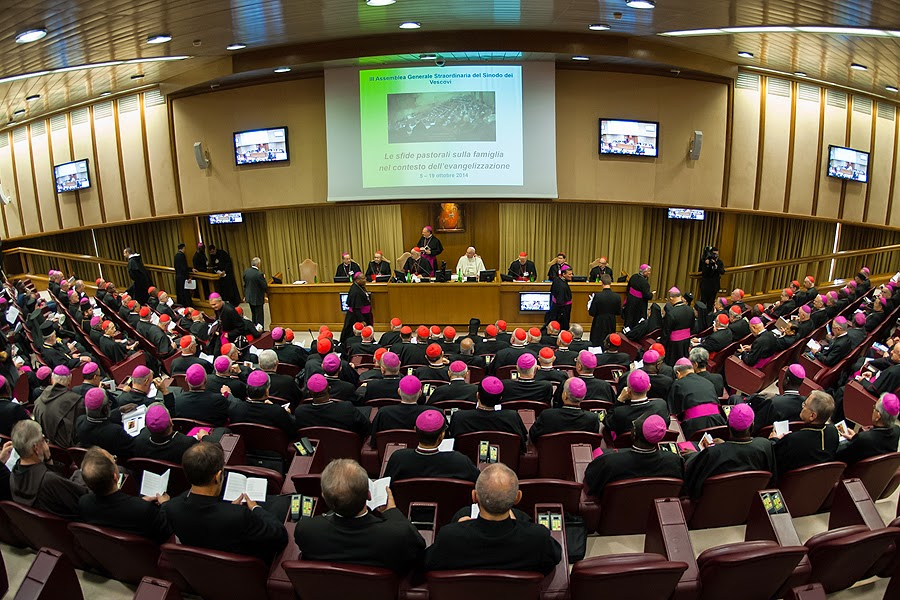 III Assemblea Generale Straordinaria del Sinodo dei
Vescovi
Le sfide pastorali sulla famiglia
nel contesto dell'evangelizzazione
5 – 19 ottobre 2014